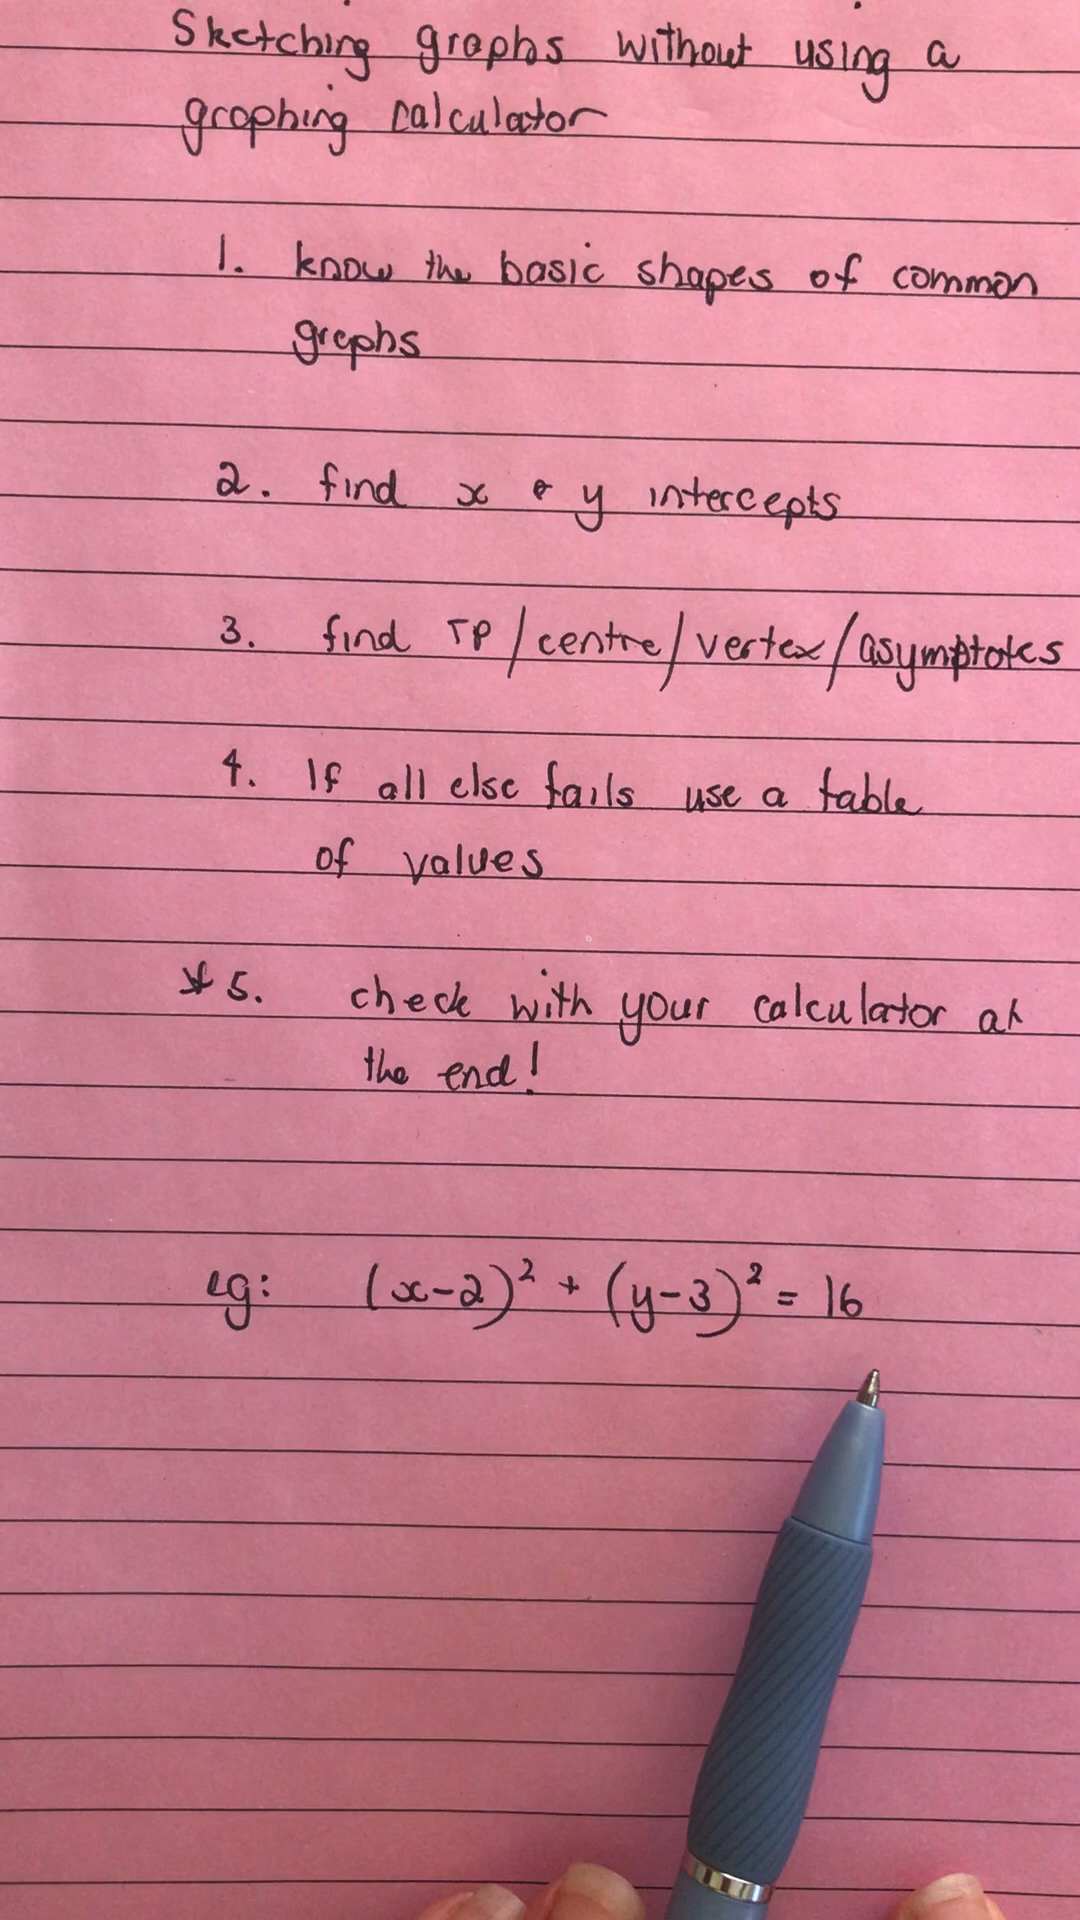 Sketching graphs without using a
graphing calculator
1. know the basic shapes of common
graphs
2. find x & y intercepts
3. find TP/centre/vertex/asymptotes
4. If all else fails use a table
of values
* 5. check with your calculator at
the end!
eg: (x-2)² + (y-3)² = 16